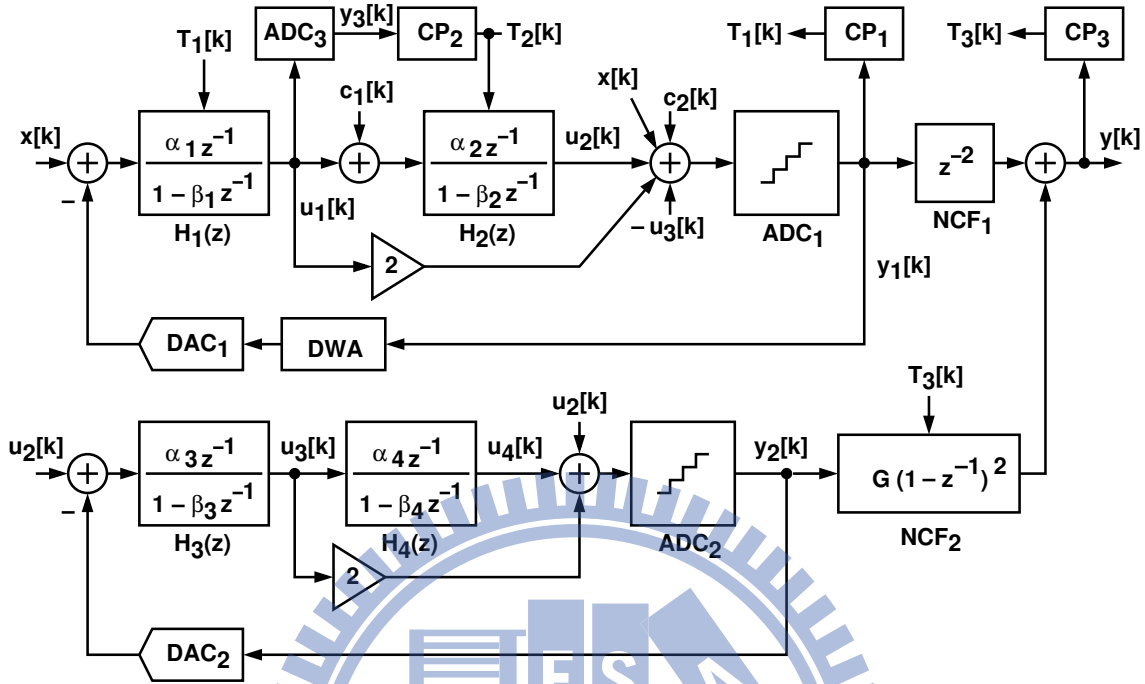 y3[k]
ADC3
CP2
T2[k]
T1[k]
CP1
T3[k]
CP3
T1[k]
c1[k]
x[k]
c2[k]
x[k]
α1z−1
1−β1z−1
H1(z)
u1[k]
α2z−1
1−β2z−1
H2(z)
u2[k]
−u3[k]
ADC1
z−2
NCF1
y[k]
−
2
y1[k]
DAC1
DWA
T3[k]
u2[k]
u2[k]
α3z−1
1−β3z−1
H3(z)
u3[k]
α4z−1
1−β4z−1
H4(z)
u4[k]
ADC2
y2[k]
G(1−z−1)2
NCF2
−
2
DAC2
E S A